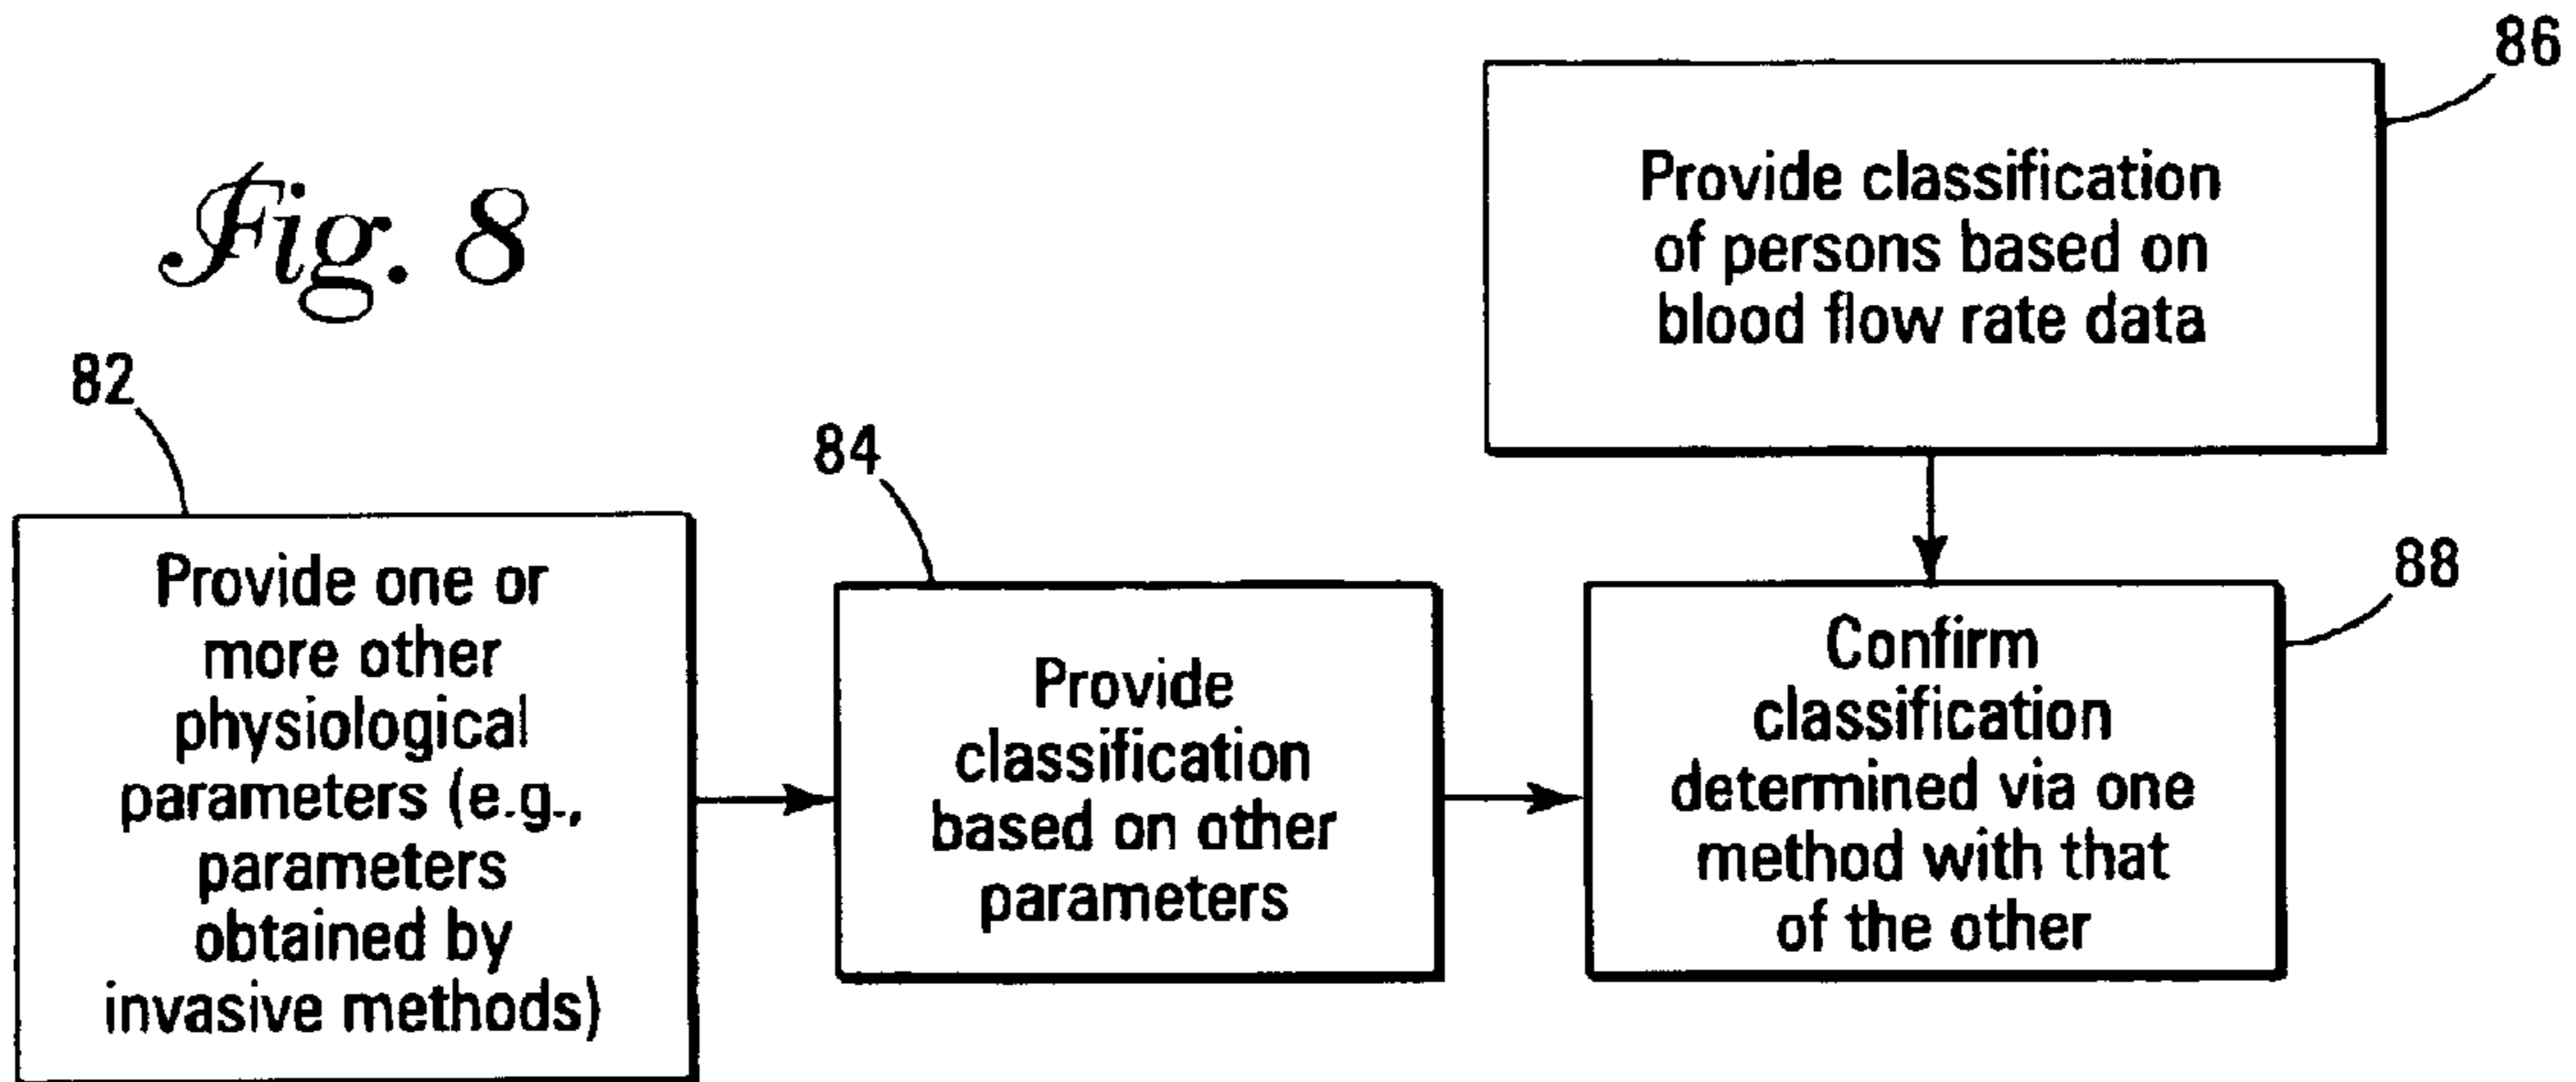 Fig. 8
86
Provide classification
of persons based on
blood flow rate data
82
Provide one or
more other
physiological
parameters (e.g.,
parameters
obtained by
invasive methods)
84
Provide
classification
based on other
parameters
88
Confirm
classification
determined via one
method with that
of the other